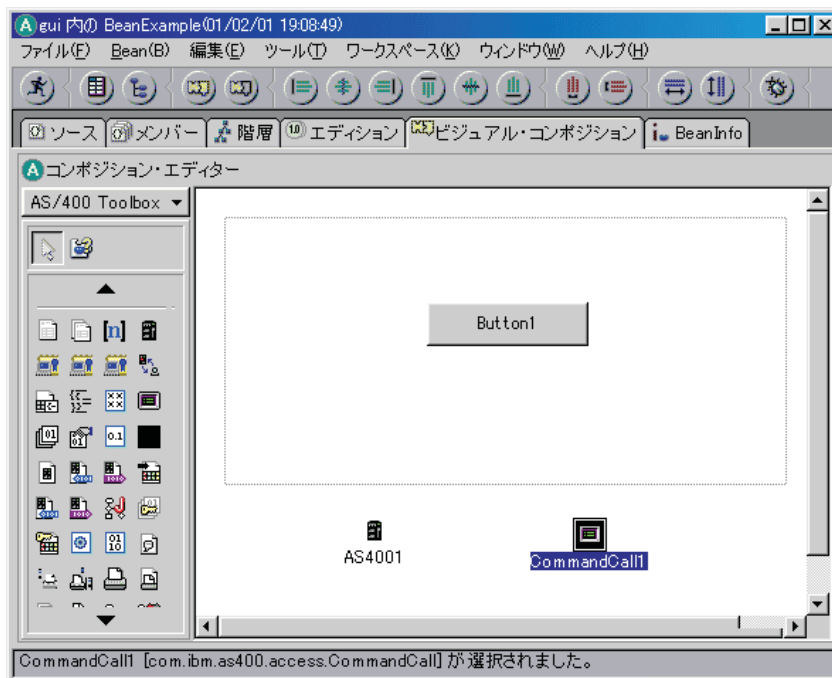 gui 内の BeanExample(01/02/01 19:08:49)
ファイル(F) Bean(B) 編集(E) ツール(T) ワークスペース(K) ウィンドウ(W) ヘルプ(H)
ソース メンバー 階層 エディション ビジュアル・コンポジション BeanInfo
コンポジション・エディター
AS/400 Toolbox
Button1
AS4001
CommandCall1
CommandCall1 [com.ibm.as400.access.CommandCall] が選択されました。